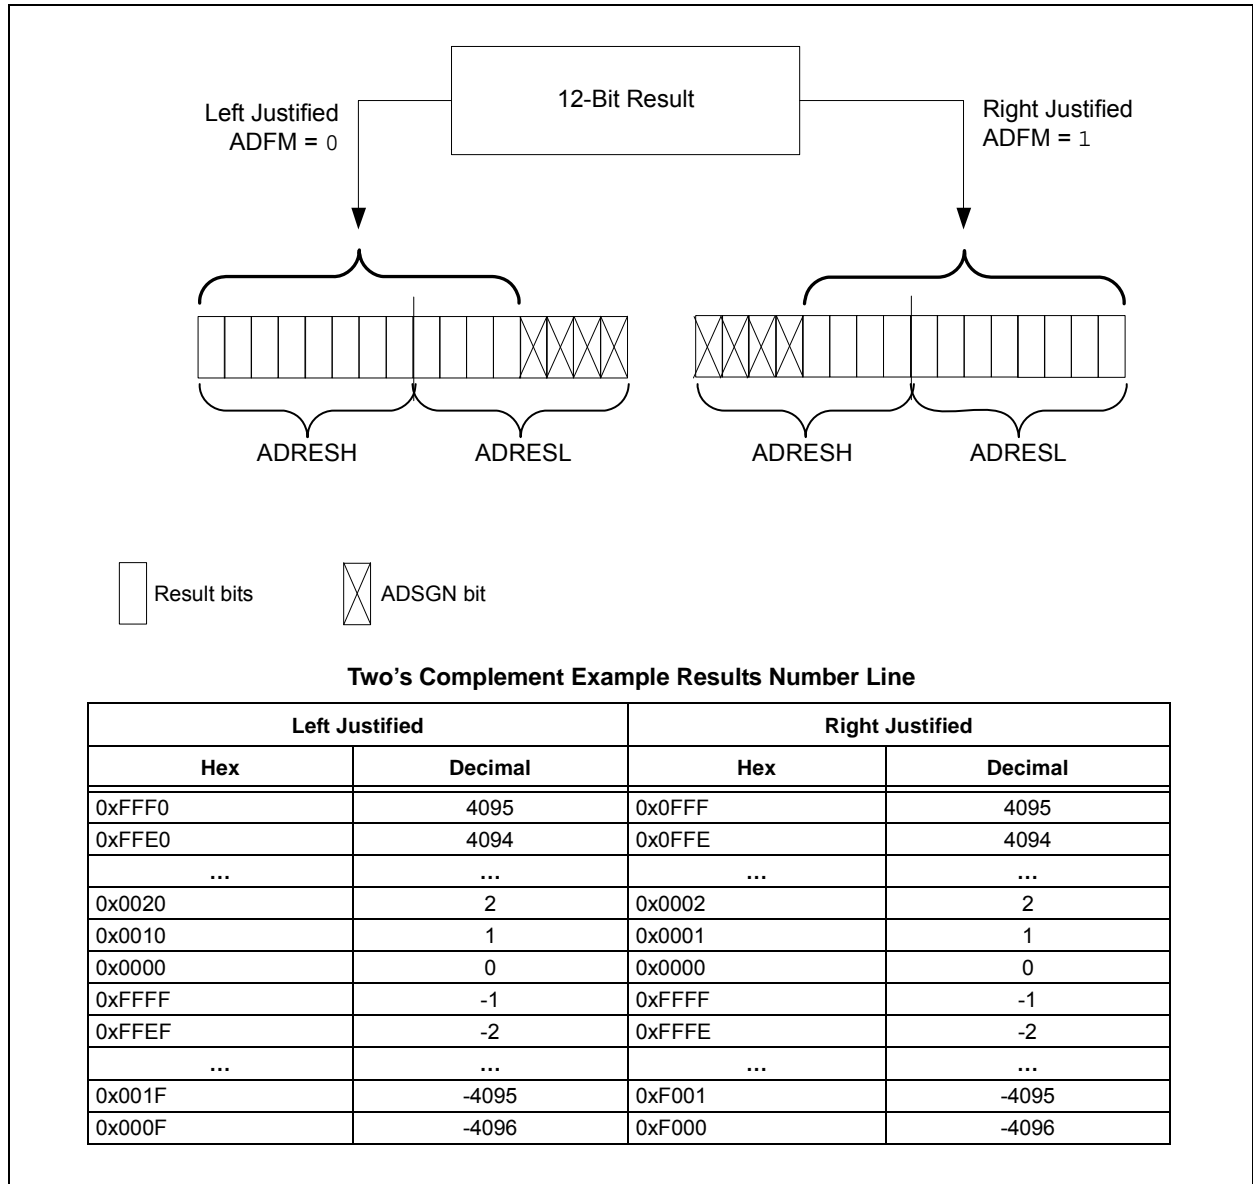 12-Bit Result
Left Justified
ADFM = 0
Right Justified
ADFM = 1
ADRESH
ADRESL
ADRESH
ADRESL
Result bits
ADSGN bit
Two’s Complement Example Results Number Line
Left Justified Right Justified
Hex Decimal Hex Decimal
0xFFF0 4095 0x0FFF 4095
0xFFE0 4094 0x0FFE 4094
… … … …
0x0020 2 0x0002 2
0x0010 1 0x0001 1
0x0000 0 0x0000 0
0xFFFF -1 0xFFFF -1
0xFFEF -2 0xFFFE -2
… … … …
0x001F -4095 0xF001 -4095
0x000F -4096 0xF000 -4096